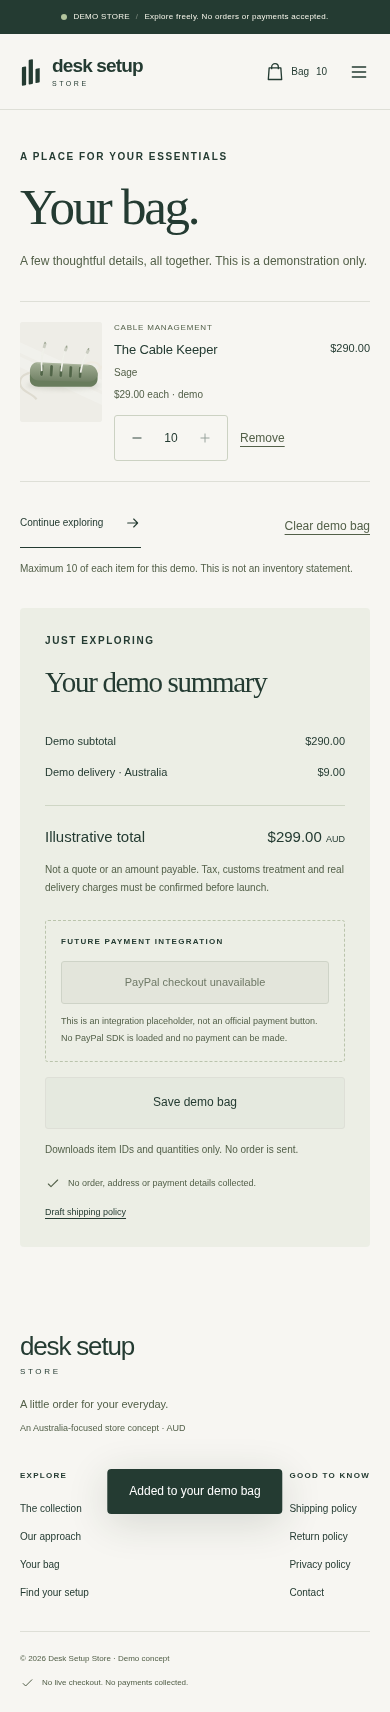 DEMO STORE / Explore freely. No orders or payments accepted.
desk setup
STORE
Bag 10
A PLACE FOR YOUR ESSENTIALS
Your bag.
A few thoughtful details, all together. This is a demonstration only.
CABLE MANAGEMENT
The Cable Keeper
$290.00
Sage
$29.00 each · demo
− 10 +
Remove
Continue exploring →
Clear demo bag
Maximum 10 of each item for this demo. This is not an inventory statement.
JUST EXPLORING
Your demo summary
Demo subtotal $290.00
Demo delivery · Australia $9.00
Illustrative total $299.00 AUD
Not a quote or an amount payable. Tax, customs treatment and real
delivery charges must be confirmed before launch.
FUTURE PAYMENT INTEGRATION
PayPal checkout unavailable
This is an integration placeholder, not an official payment button.
No PayPal SDK is loaded and no payment can be made.
Save demo bag
Downloads item IDs and quantities only. No order is sent.
No order, address or payment details collected.
Draft shipping policy
desk setup
STORE
A little order for your everyday.
An Australia-focused store concept · AUD
EXPLORE
The collection
Our approach
Your bag
Find your setup
Added to your demo bag
GOOD TO KNOW
Shipping policy
Return policy
Privacy policy
Contact
© 2026 Desk Setup Store · Demo concept
No live checkout. No payments collected.